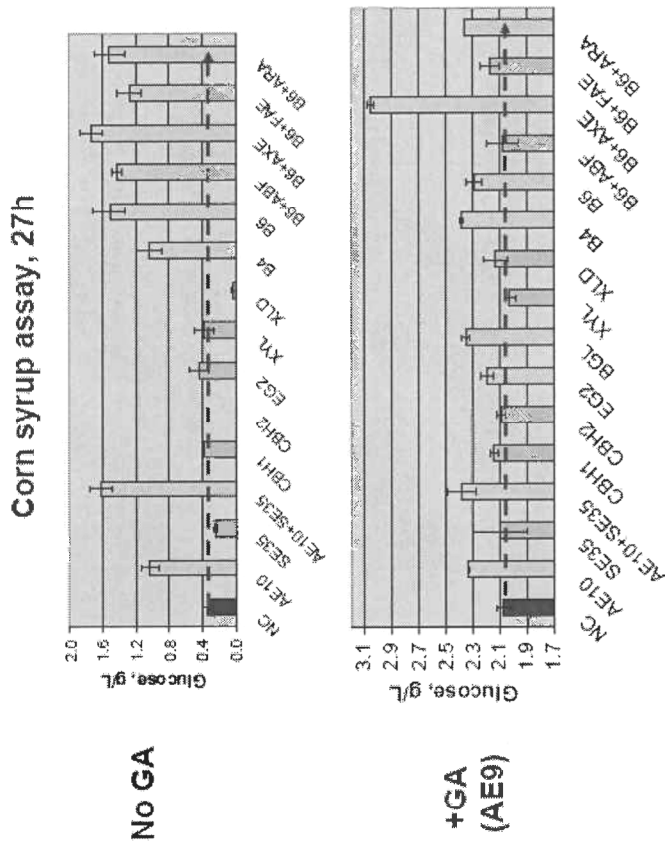 Corn syrup assay, 27h
No GA
Glucose, g/L
2.0
1.6
1.2
0.8
0.4
0.0
NC
AE10
SE35
AE10+SE35
CBH1
CBH2
EG2
XYL
XLD
B4
B6
B6+ABF
B6+AXE
B6+FAE
B6+ARA
+GA
(AE9)
Glucose, g/L
3.1
2.9
2.7
2.5
2.3
2.1
1.9
1.7
NC
AE10
SE35
AE10+SE35
CBH1
CBH2
EG2
BGL
XYL
XLD
B4
B6
B6+ABF
B6+AXE
B6+FAE
B6+ARA